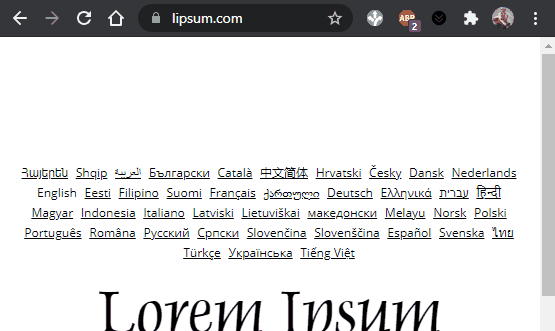 lipsum.com
ABP
2
Հայերեն Shqip العربية Български Català 中文简体 Hrvatski Česky Dansk Nederlands
English Eesti Filipino Suomi Français ქართული Deutsch Ελληνικά עברית हिन्दी
Magyar Indonesia Italiano Latviski Lietuviškai македонски Melayu Norsk Polski
Português Româna Русский Српски Slovenčina Slovenščina Español Svenska ไทย
Türkçe Українська Tiếng Việt
Lorem Ipsum